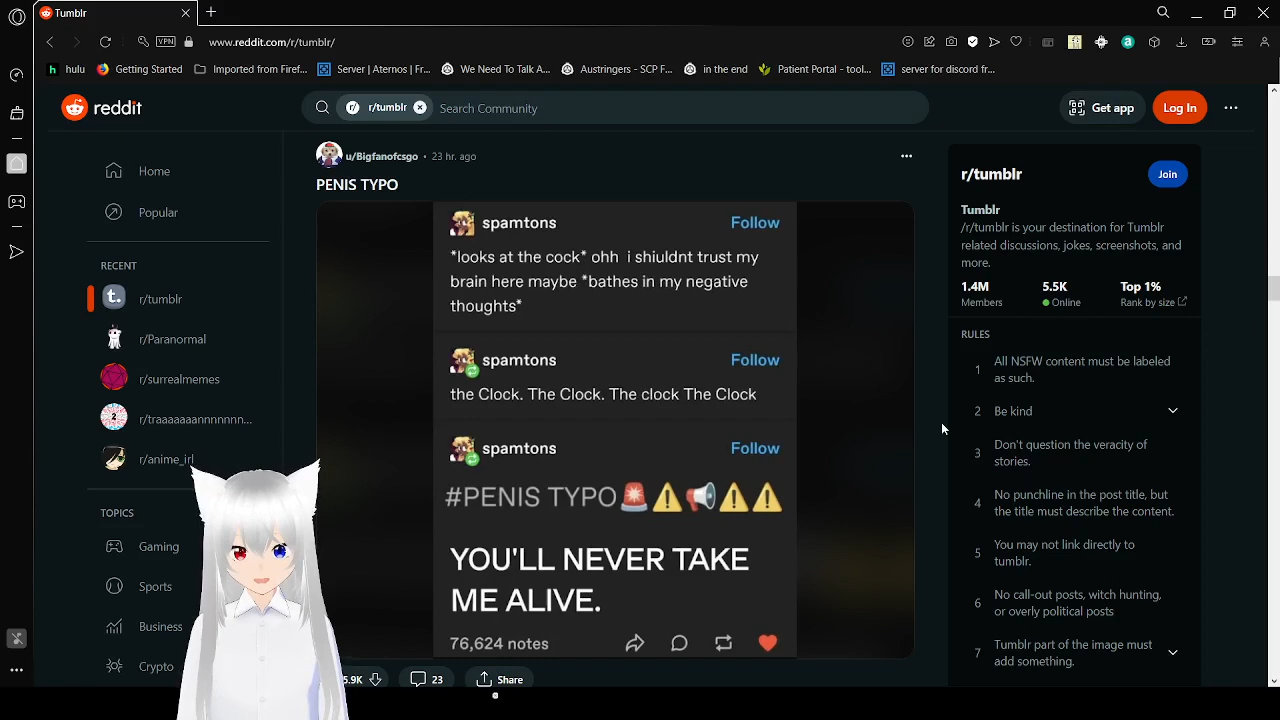 Tumblr
VPN
www.reddit.com/r/tumblr/
hulu
Getting Started
Imported from Firef...
Server | Aternos | Fr...
We Need To Talk A...
Austringers - SCP F...
in the end
Patient Portal - tool...
server for discord fr...
reddit
r/tumblr
Search Community
Get app
Log In
Home
Popular
RECENT
r/tumblr
r/Paranormal
r/surrealmemes
r/traaaaaaannnnnnn...
r/anime_irl
TOPICS
Gaming
Sports
Business
Crypto
u/Bigfanofcsgo • 23 hr. ago
PENIS TYPO
spamtons
Follow
*looks at the cock* ohh i shiuldnt trust my
brain here maybe *bathes in my negative
thoughts*
spamtons
Follow
the Clock. The Clock. The clock The Clock
spamtons
Follow
#PENIS TYPO🚨⚠️📢⚠️⚠️
YOU'LL NEVER TAKE
ME ALIVE.
76,624 notes
5.9K
23
Share
r/tumblr
Join
Tumblr
/r/tumblr is your destination for Tumblr
related discussions, jokes, screenshots, and
more.
1.4M
Members
5.5K
Online
Top 1%
Rank by size
RULES
1
All NSFW content must be labeled
as such.
2
Be kind
3
Don't question the veracity of
stories.
4
No punchline in the post title, but
the title must describe the content.
5
You may not link directly to
tumblr.
6
No call-out posts, witch hunting,
or overly political posts
7
Tumblr part of the image must
add something.